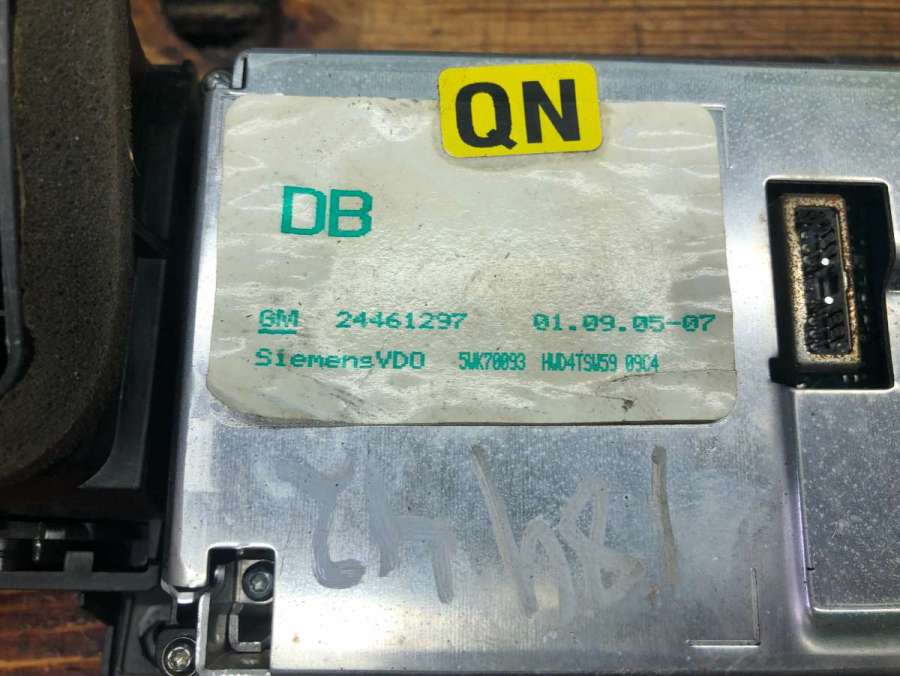 QN
DB
GM 24461297 01.09.05-07
SiemensVDO 5WK70093 HWD4TSW59 09C4